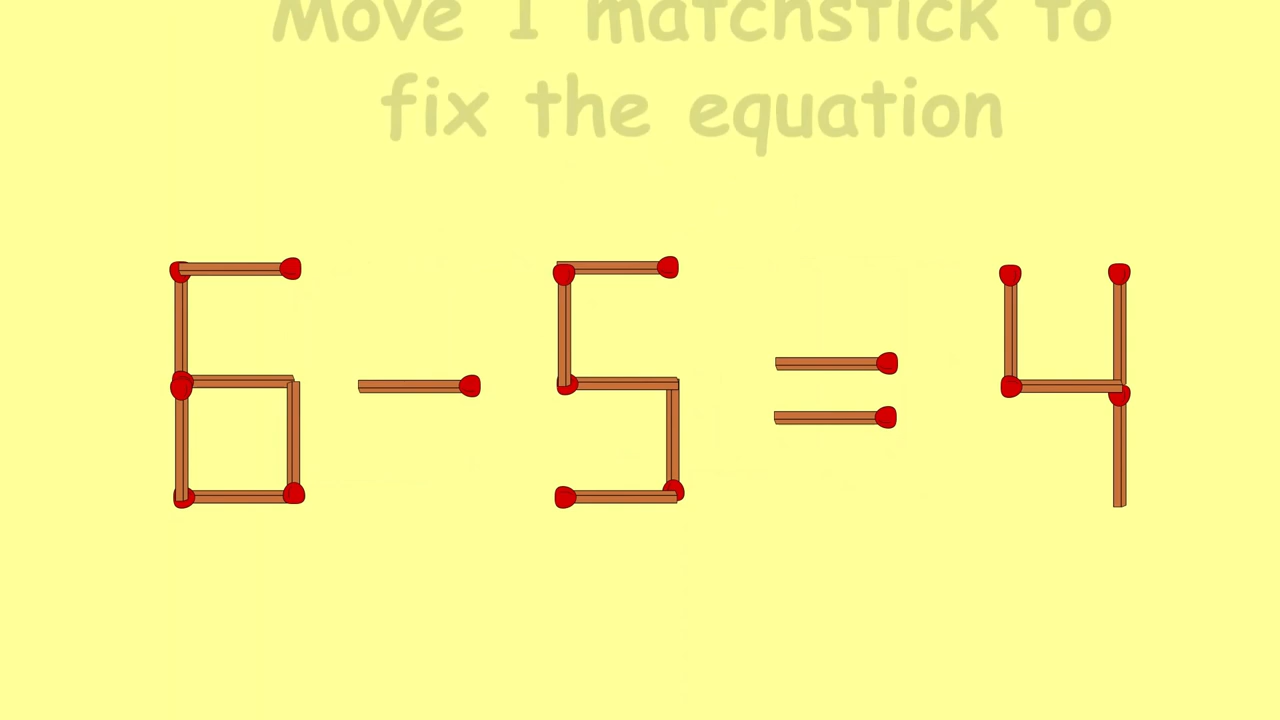 Move 1 matchstick to
fix the equation
6 - 5 = 4